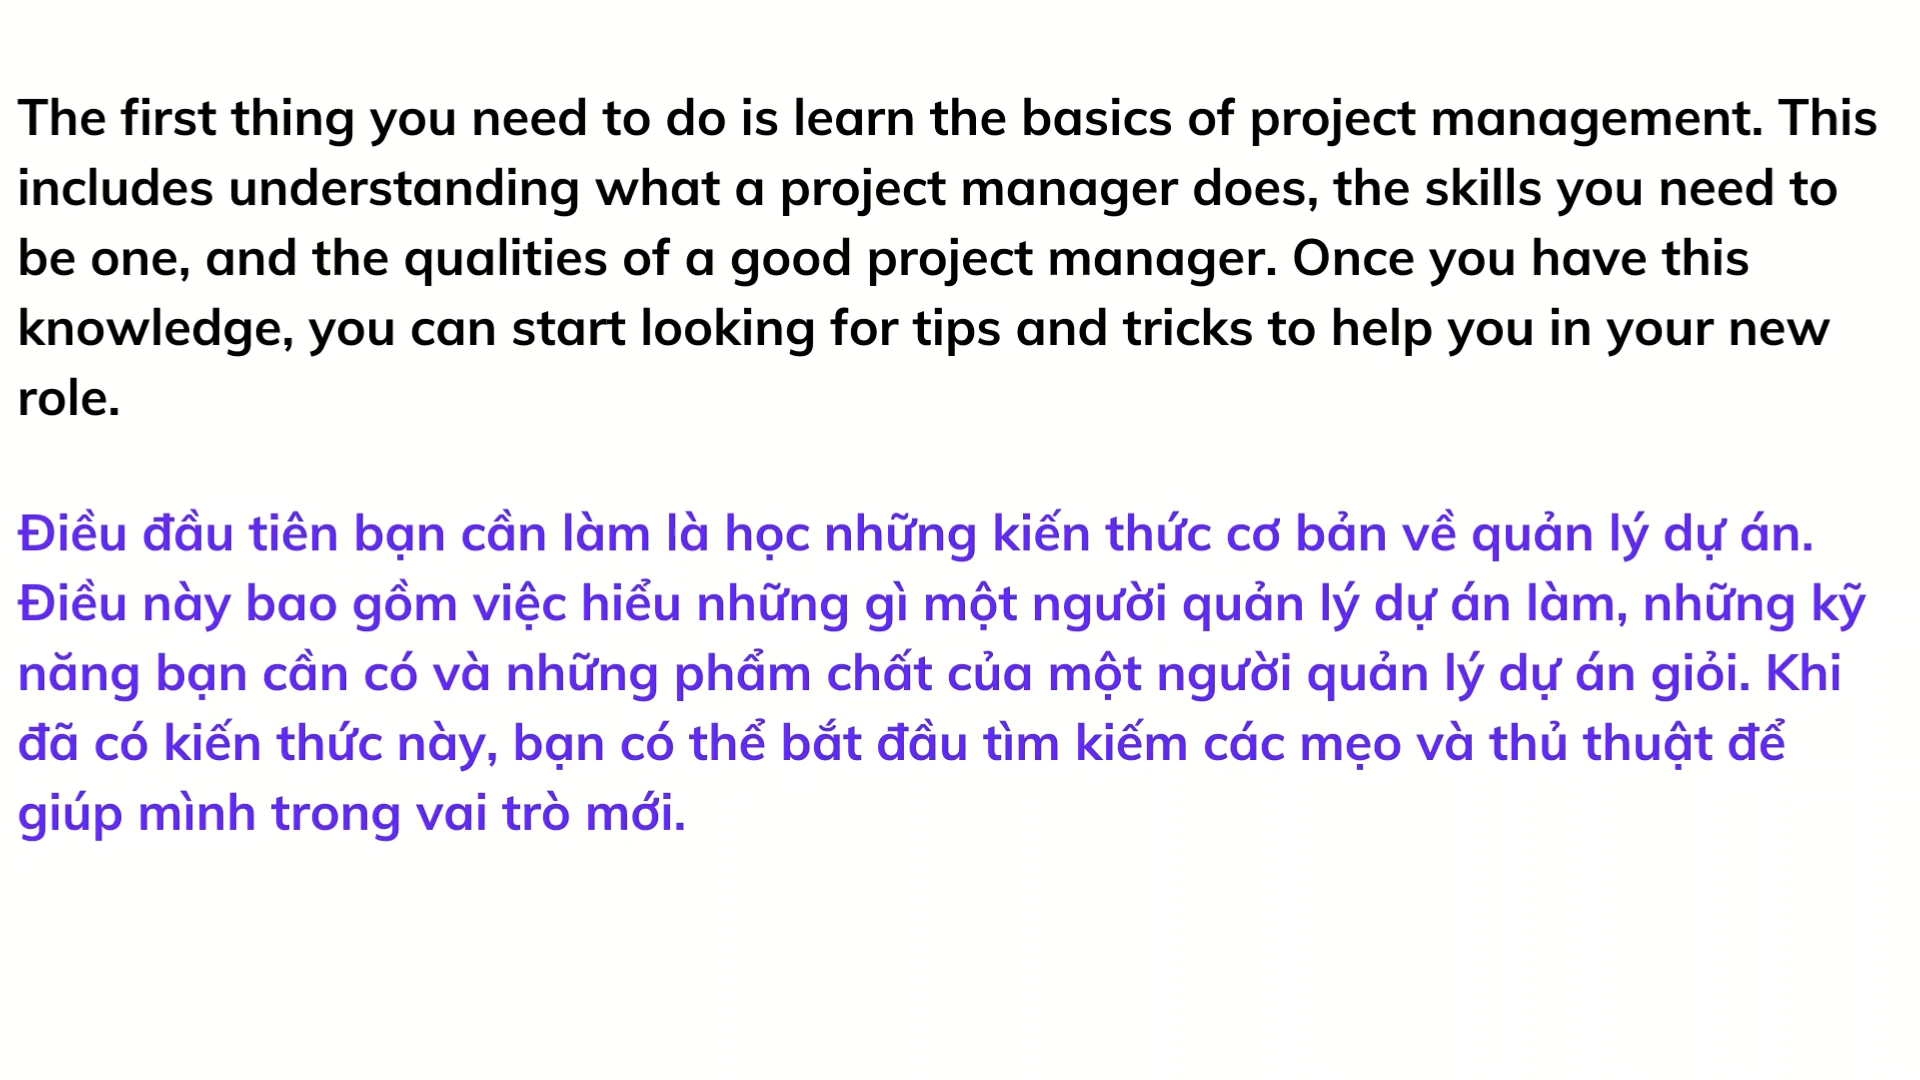 The first thing you need to do is learn the basics of project management. This
includes understanding what a project manager does, the skills you need to
be one, and the qualities of a good project manager. Once you have this
knowledge, you can start looking for tips and tricks to help you in your new
role.
Điều đầu tiên bạn cần làm là học những kiến thức cơ bản về quản lý dự án.
Điều này bao gồm việc hiểu những gì một người quản lý dự án làm, những kỹ
năng bạn cần có và những phẩm chất của một người quản lý dự án giỏi. Khi
đã có kiến thức này, bạn có thể bắt đầu tìm kiếm các mẹo và thủ thuật để
giúp mình trong vai trò mới.